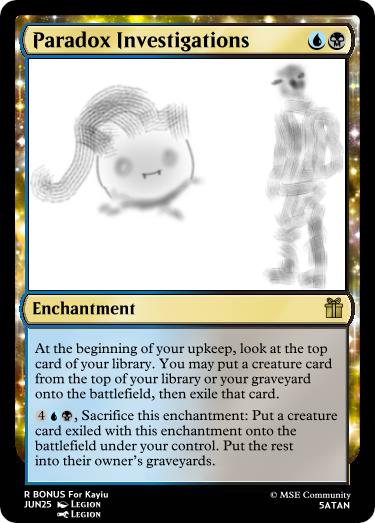 Paradox Investigations
Enchantment
At the beginning of your upkeep, look at the top
card of your library. You may put a creature card
from the top of your library or your graveyard
onto the battlefield, then exile that card.
4, Sacrifice this enchantment: Put a creature
card exiled with this enchantment onto the
battlefield under your control. Put the rest
into their owner's graveyards.
R BONUS For Kayiu
© MSE Community
JUN25 LEGION
5ATAN
LEGION